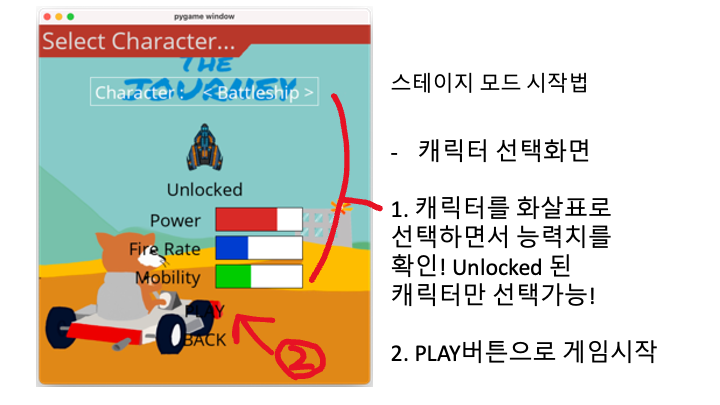 pygame window
Select Character...
THE
JOURNEY
Character : < Battleship >
Unlocked
Power
Fire Rate
Mobility
PLAY
BACK
2
스테이지 모드 시작법
- 캐릭터 선택화면
1. 캐릭터를 화살표로
선택하면서 능력치를
확인! Unlocked 된
캐릭터만 선택가능!
2. PLAY버튼으로 게임시작